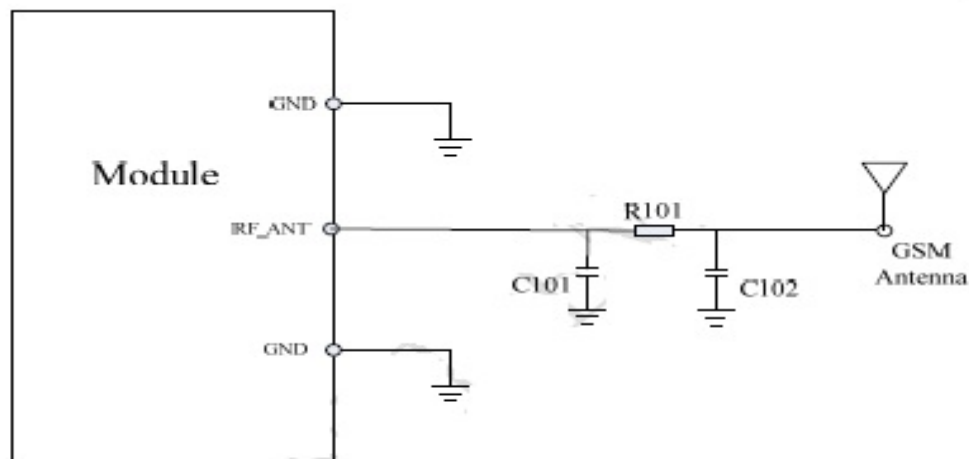 GND
Module
RF_ANT
R101
C101
C102
GSM
Antenna
GND